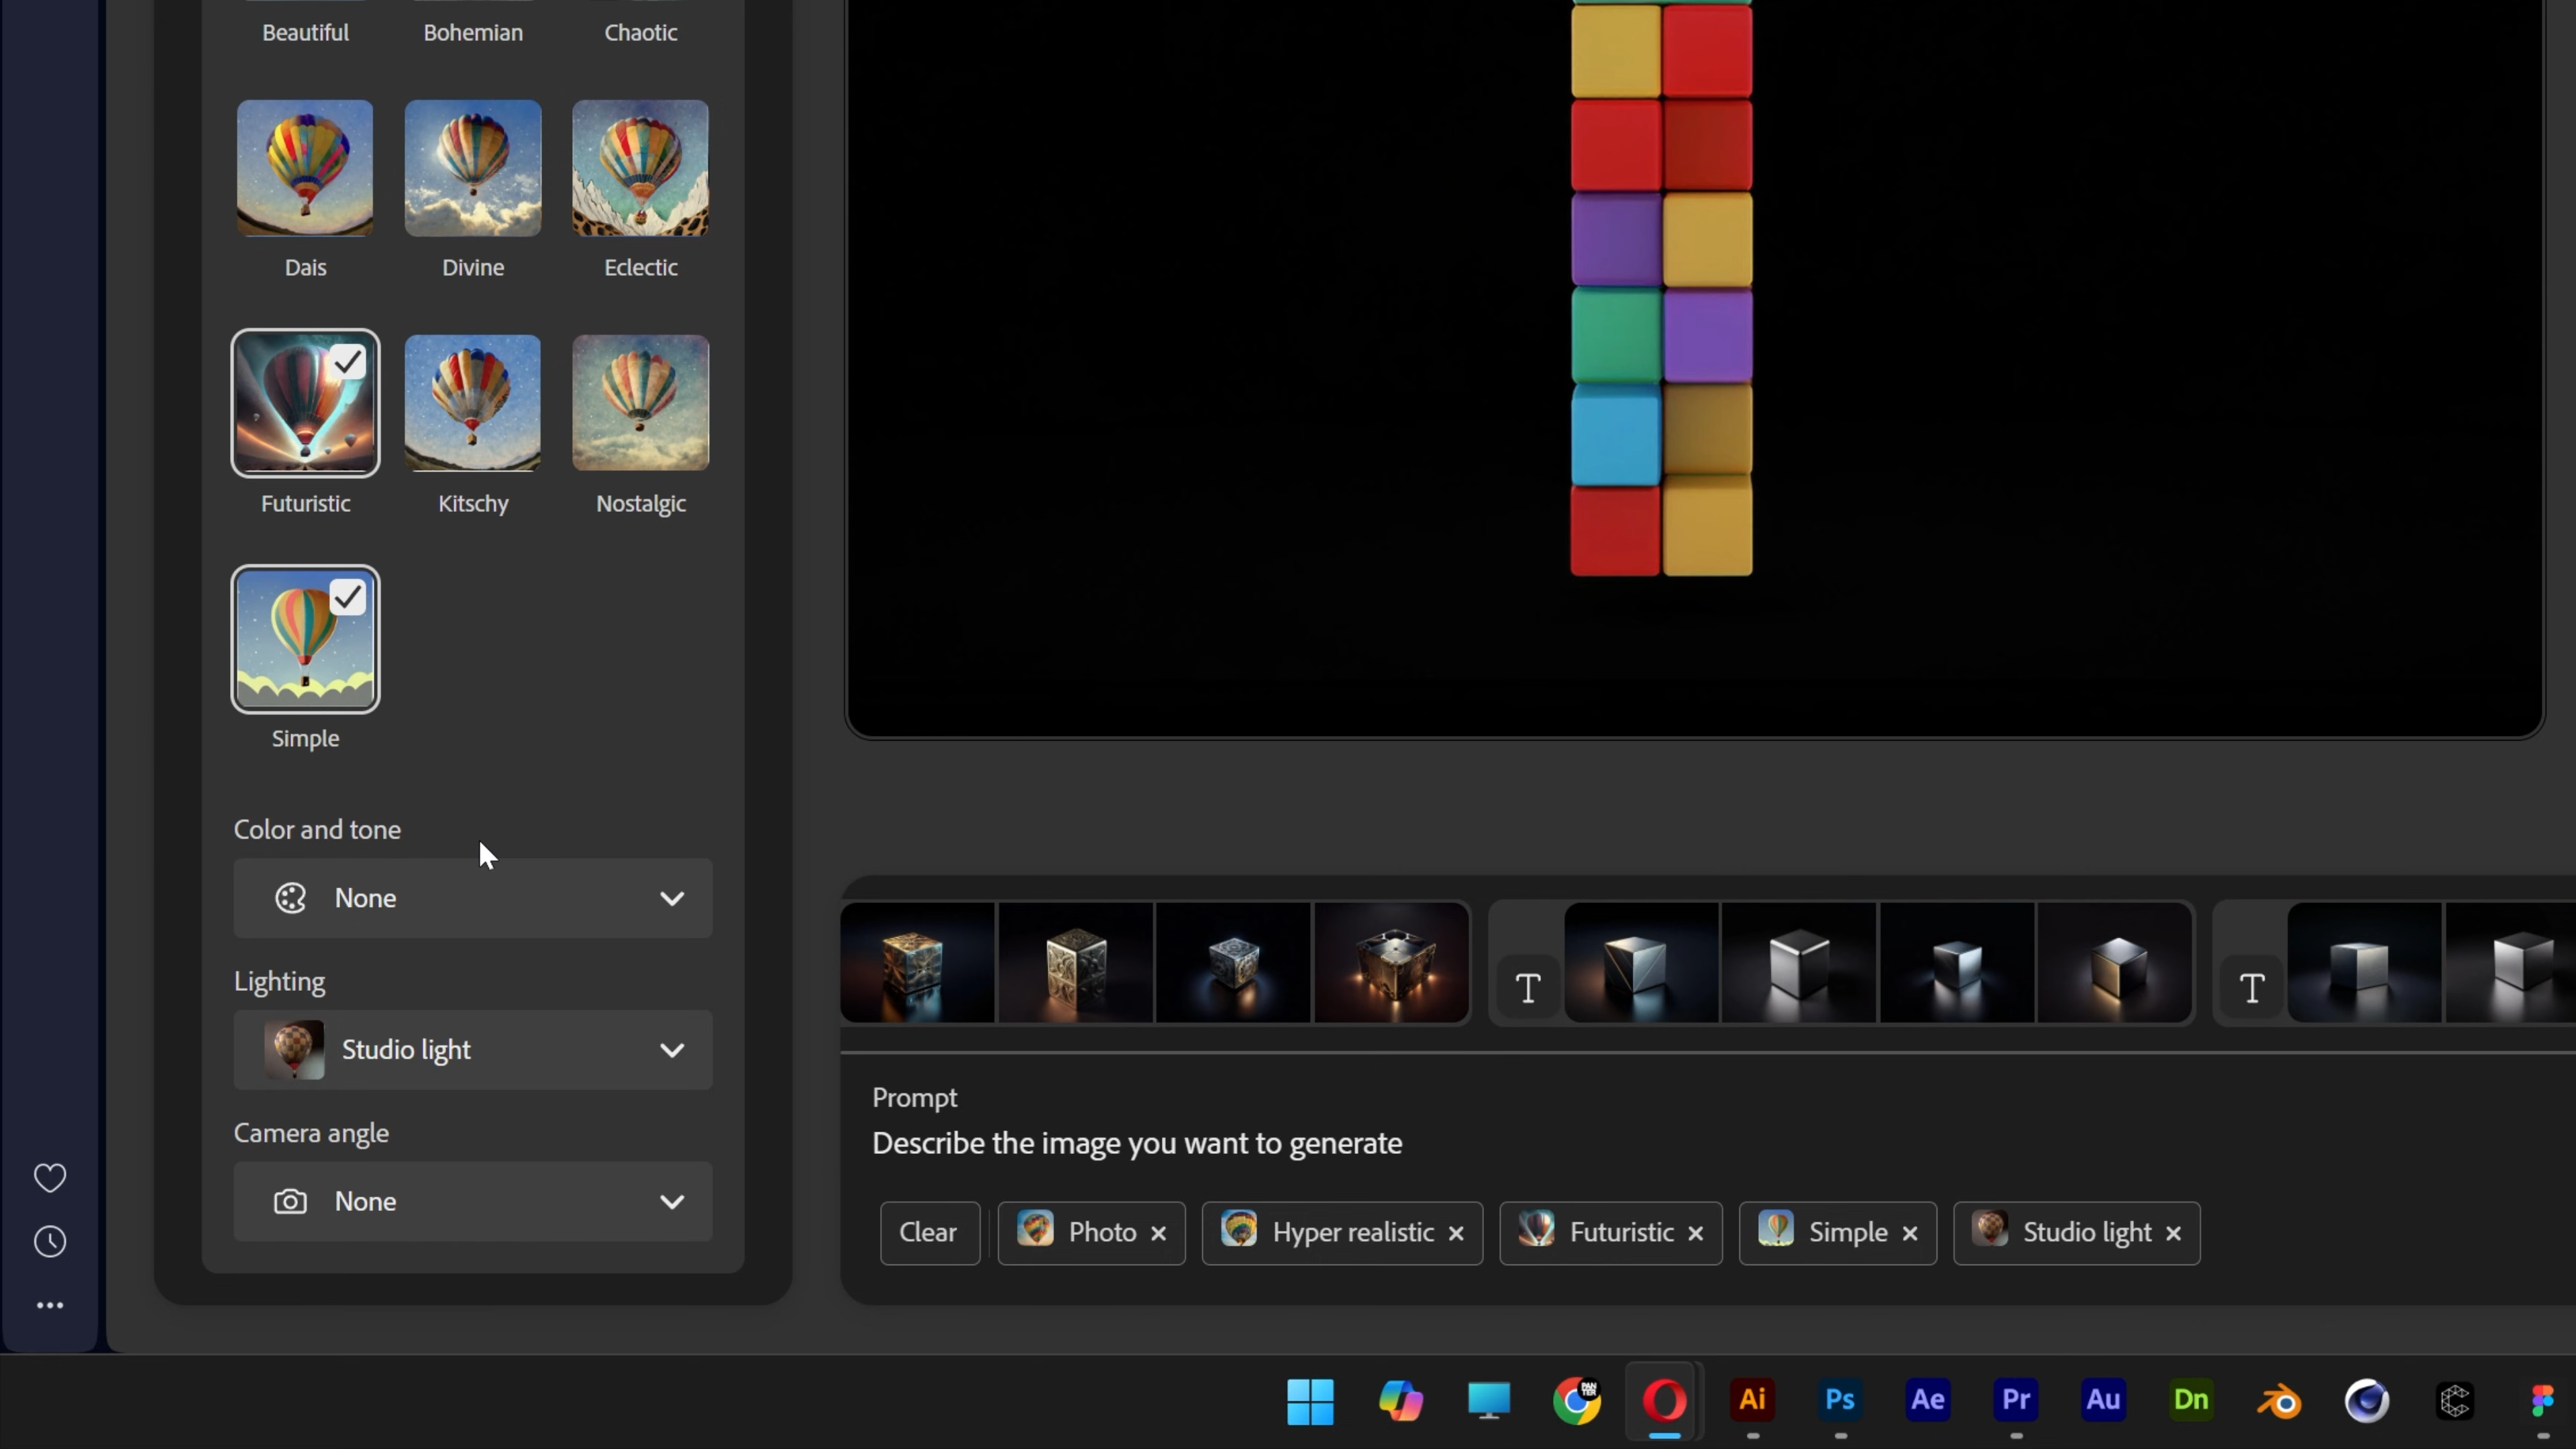 Beautiful Bohemian Chaotic
Dais Divine Eclectic
Futuristic Kitschy Nostalgic
Simple
Color and tone
None
Lighting
Studio light
Camera angle
None
T T
Prompt
Describe the image you want to generate
Clear Photo Hyper realistic Futuristic Simple Studio light
PAN
TER
Ai Ps Ae Pr Au Dn